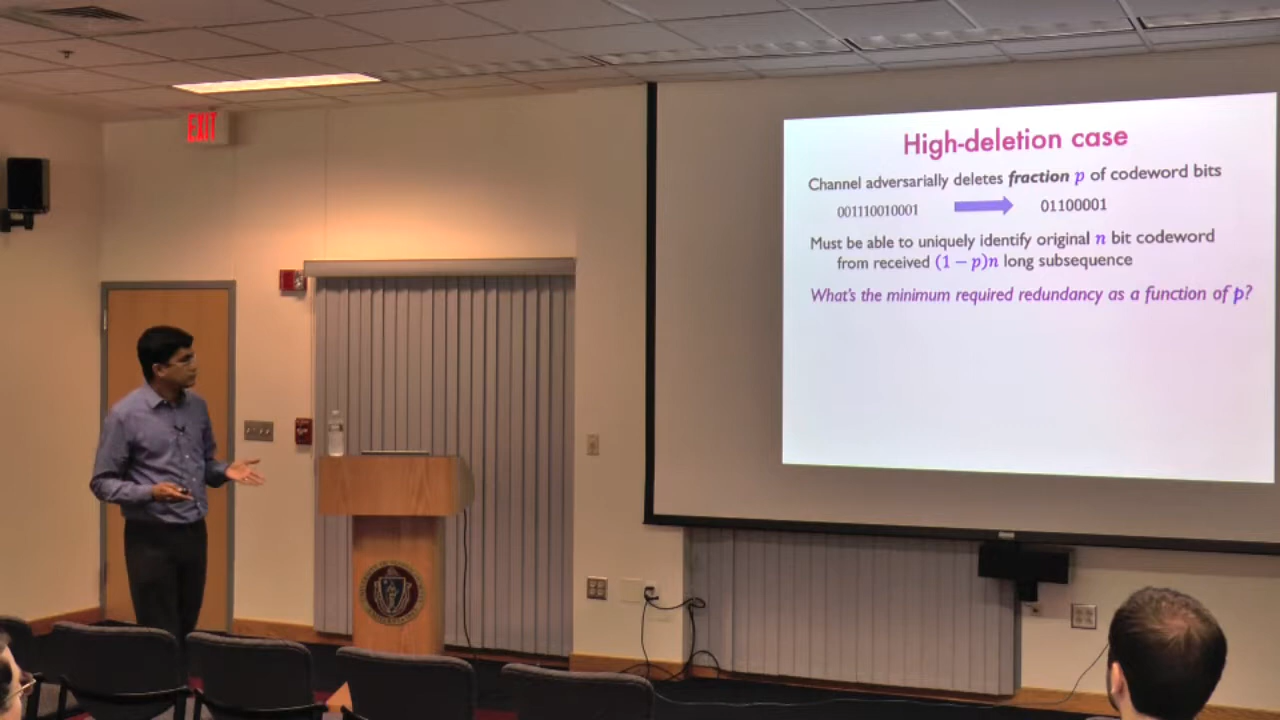 EXIT
High-deletion case
Channel adversarially deletes fraction p of codeword bits
001110010001 01100001
Must be able to uniquely identify original n bit codeword
from received (1 − p)n long subsequence
What's the minimum required redundancy as a function of p?